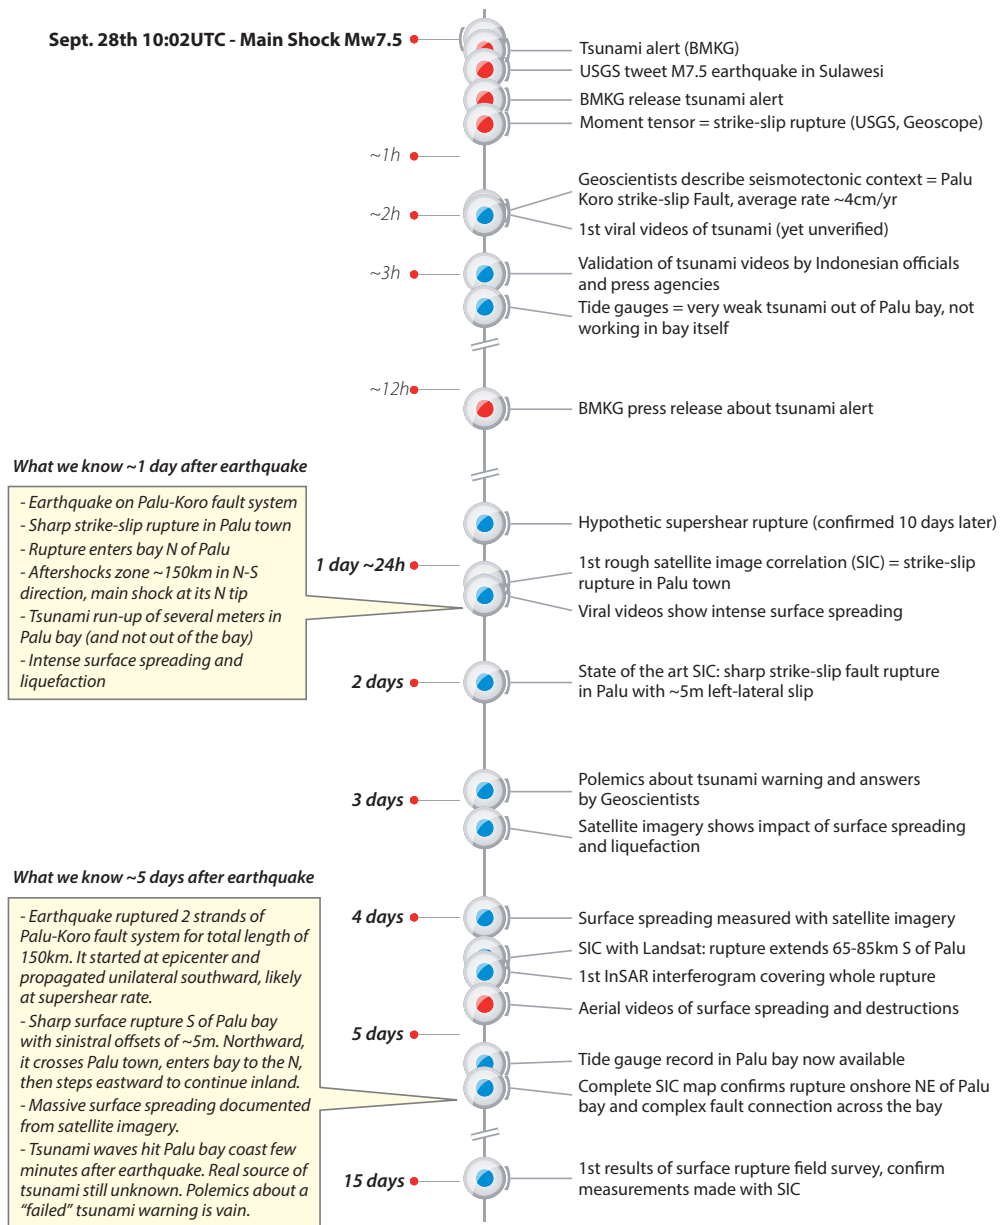 Sept. 28th 10:02UTC - Main Shock Mw7.5
Tsunami alert (BMKG)
USGS tweet M7.5 earthquake in Sulawesi
BMKG release tsunami alert
Moment tensor = strike-slip rupture (USGS, Geoscope)
~1h
Geoscientists describe seismotectonic context = Palu
Koro strike-slip Fault, average rate ~4cm/yr
~2h
1st viral videos of tsunami (yet unverified)
~3h
Validation of tsunami videos by Indonesian officials
and press agencies
Tide gauges = very weak tsunami out of Palu bay, not
working in bay itself
~12h
BMKG press release about tsunami alert
What we know ~1 day after earthquake
- Earthquake on Palu-Koro fault system
- Sharp strike-slip rupture in Palu town
- Rupture enters bay N of Palu
- Aftershocks zone ~150km in N-S
direction, main shock at its N tip
- Tsunami run-up of several meters in
Palu bay (and not out of the bay)
- Intense surface spreading and
liquefaction
Hypothetic supershear rupture (confirmed 10 days later)
1 day ~24h
1st rough satellite image correlation (SIC) = strike-slip
rupture in Palu town
Viral videos show intense surface spreading
2 days
State of the art SIC: sharp strike-slip fault rupture
in Palu with ~5m left-lateral slip
3 days
Polemics about tsunami warning and answers
by Geoscientists
Satellite imagery shows impact of surface spreading
and liquefaction
What we know ~5 days after earthquake
- Earthquake ruptured 2 strands of
Palu-Koro fault system for total length of
150km. It started at epicenter and
propagated unilateral southward, likely
at supershear rate.
- Sharp surface rupture S of Palu bay
with sinistral offsets of ~5m. Northward,
it crosses Palu town, enters bay to the N,
then steps eastward to continue inland.
- Massive surface spreading documented
from satellite imagery.
- Tsunami waves hit Palu bay coast few
minutes after earthquake. Real source of
tsunami still unknown. Polemics about a
“failed” tsunami warning is vain.
4 days
Surface spreading measured with satellite imagery
SIC with Landsat: rupture extends 65-85km S of Palu
1st InSAR interferogram covering whole rupture
Aerial videos of surface spreading and destructions
5 days
Tide gauge record in Palu bay now available
Complete SIC map confirms rupture onshore NE of Palu
bay and complex fault connection across the bay
15 days
1st results of surface rupture field survey, confirm
measurements made with SIC